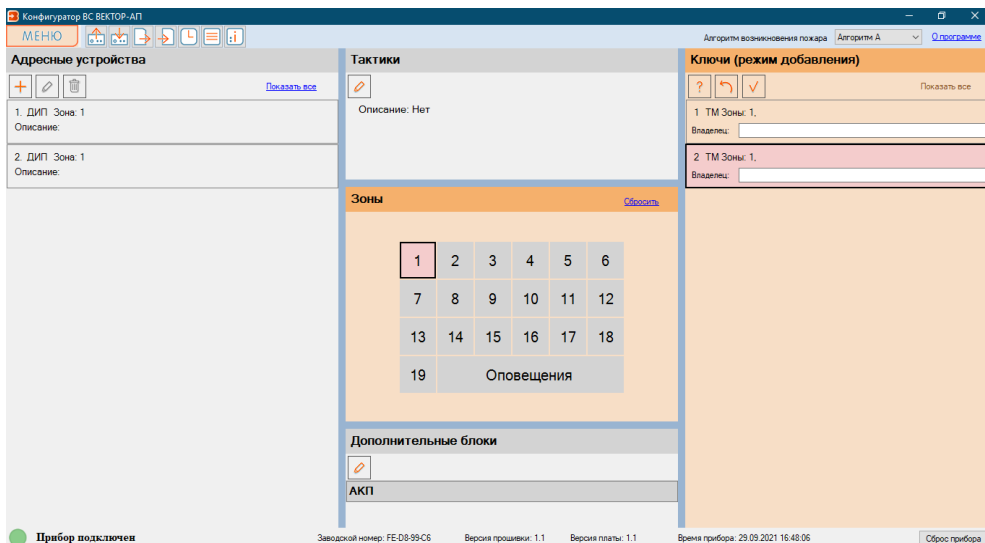 Конфигуратор ВС ВЕКТОР-АП
МЕНЮ
Алгоритм возникновения пожара Алгоритм А О программе
Адресные устройства
Показать все
1. ДИП Зона: 1
Описание:
2. ДИП Зона: 1
Описание:
Тактики
Описание: Нет
Зоны Сбросить
1 2 3 4 5 6
7 8 9 10 11 12
13 14 15 16 17 18
19 Оповещения
Дополнительные блоки
АКП
Ключи (режим добавления)
? Показать все
1 ТМ Зоны: 1,
Владелец:
2 ТМ Зоны: 1,
Владелец:
Прибор подключен Заводской номер: FE-D8-99-C6 Версия прошивки: 1.1 Версия платы: 1.1 Время прибора: 29.09.2021 16:48:06 Сброс прибора